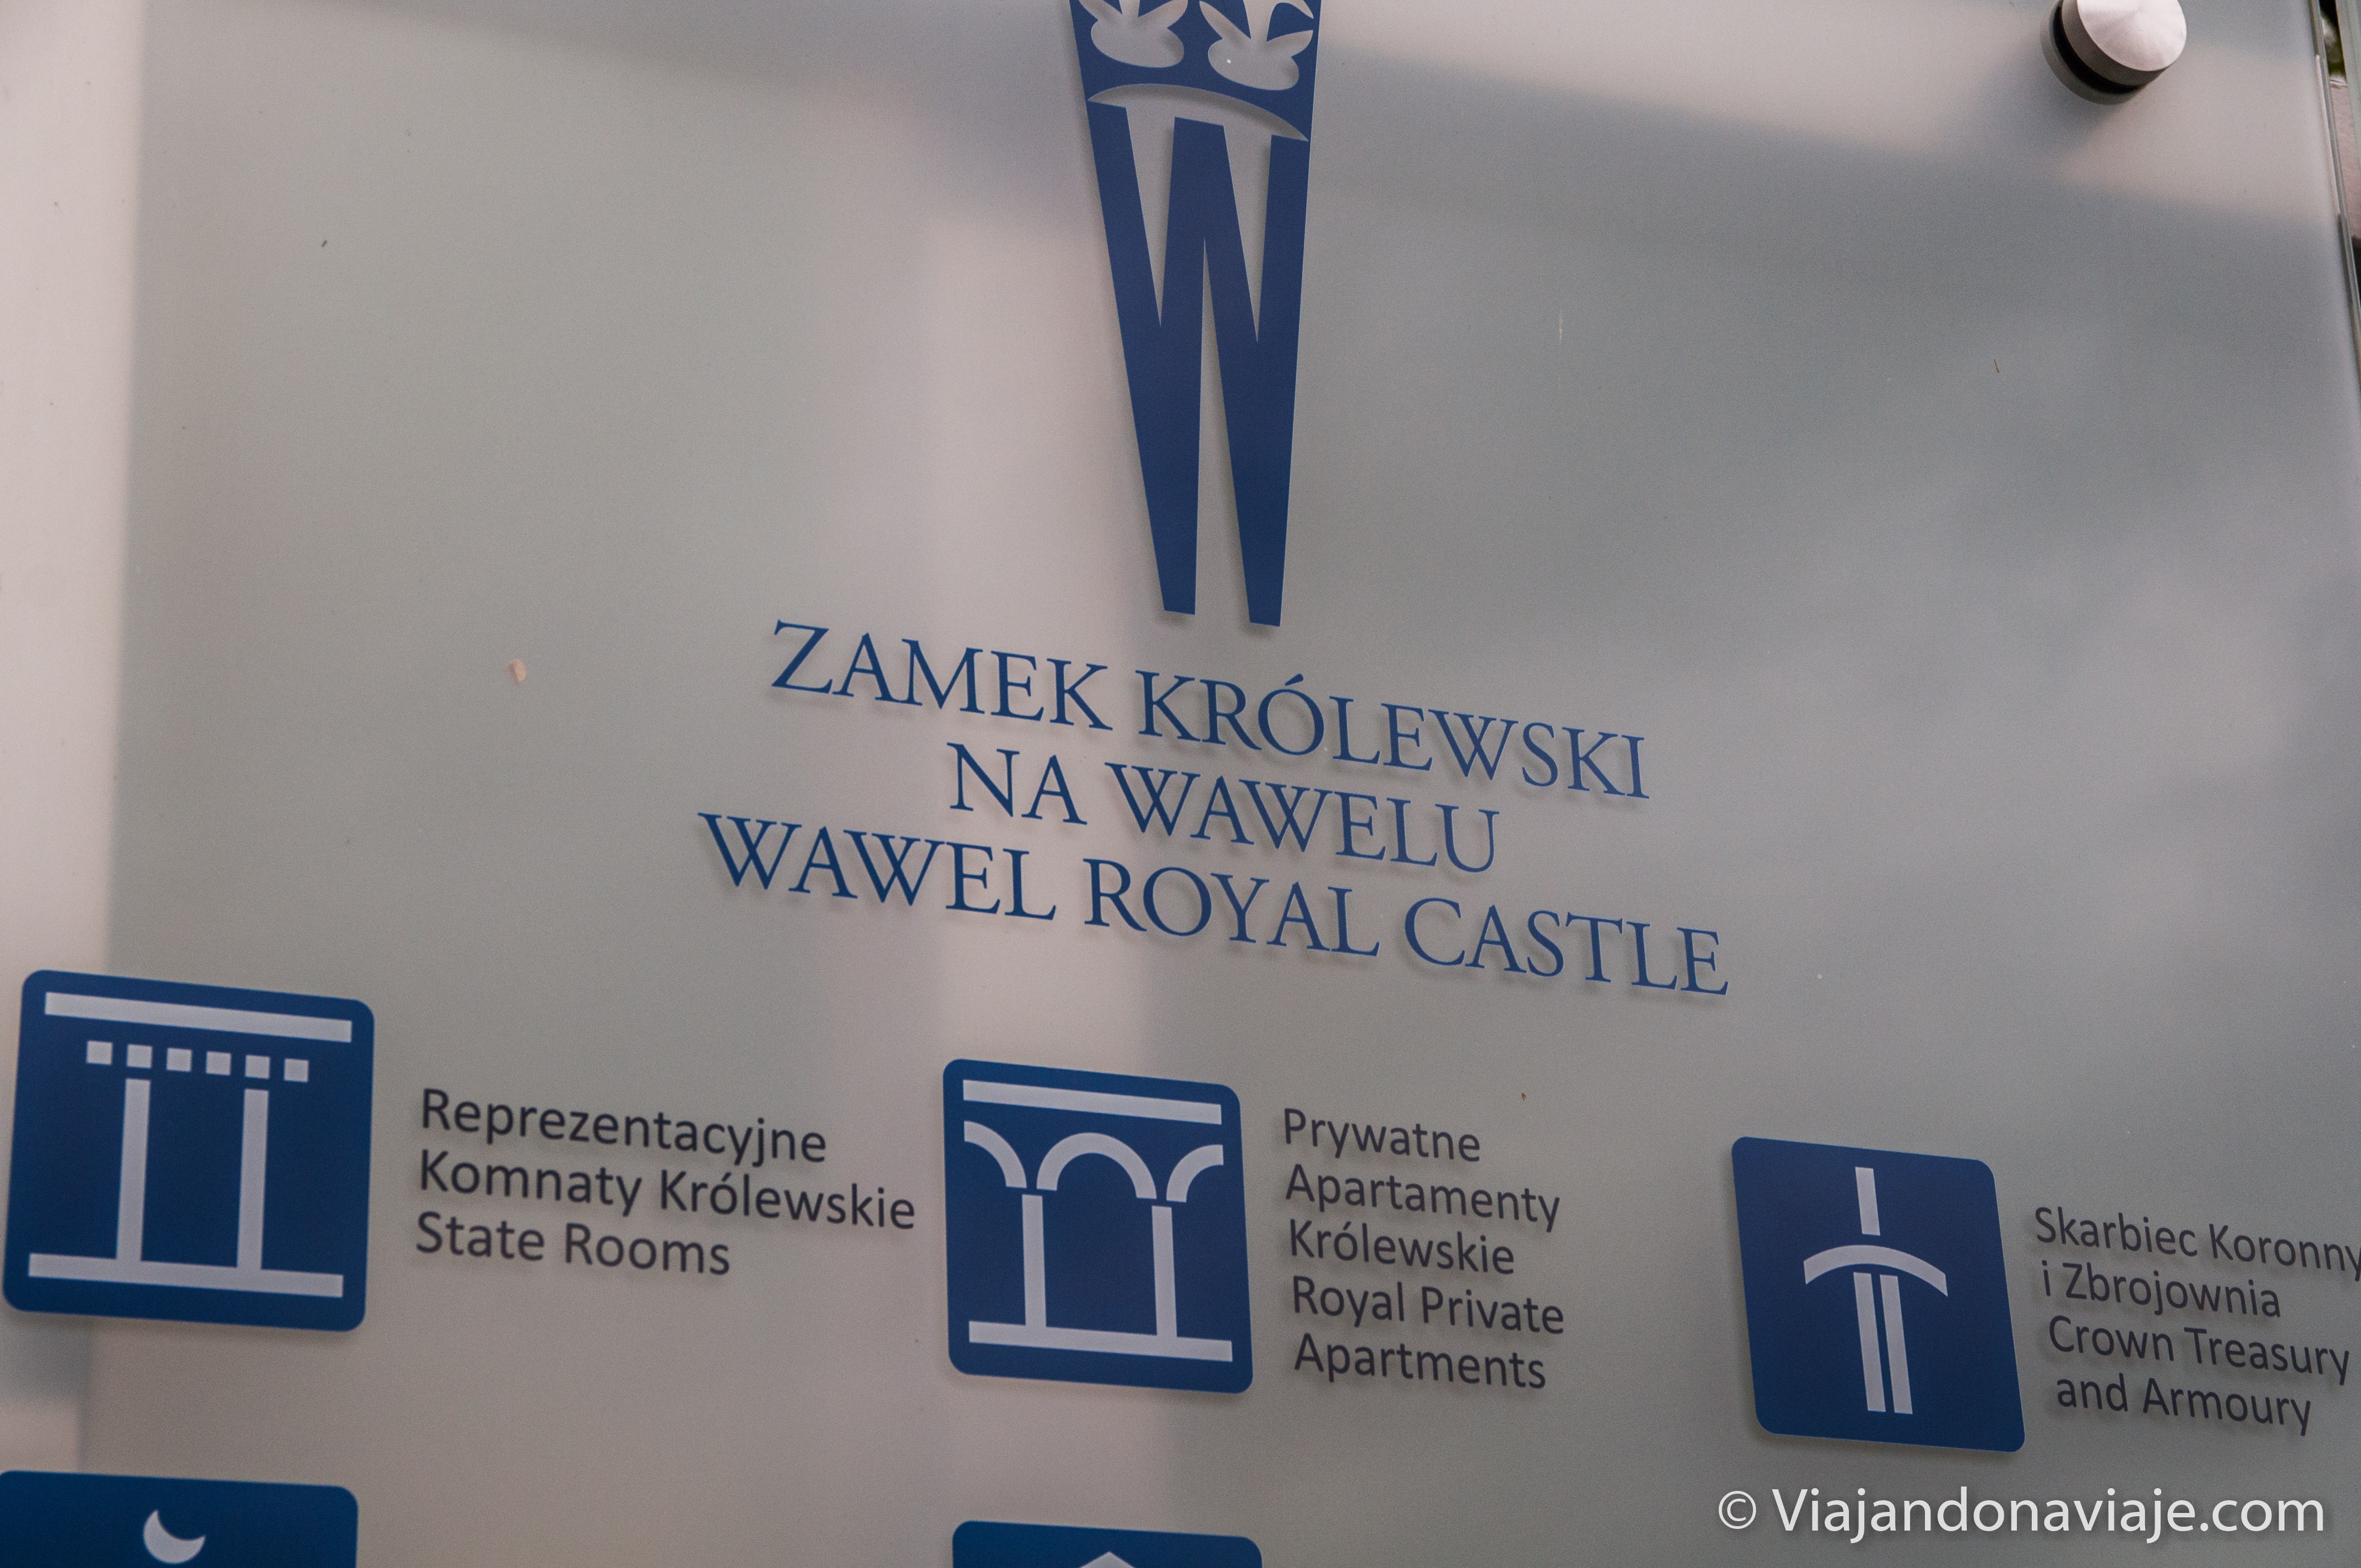 W
ZAMEK KRÓLEWSKI
NA WAWELU
WAWEL ROYAL CASTLE
Reprezentacyjne
Komnaty Królewskie
State Rooms
Prywatne
Apartamenty
Królewskie
Royal Private
Apartments
Skarbiec Koronny
i Zbrojownia
Crown Treasury
and Armoury
© Viajandonaviaje.com